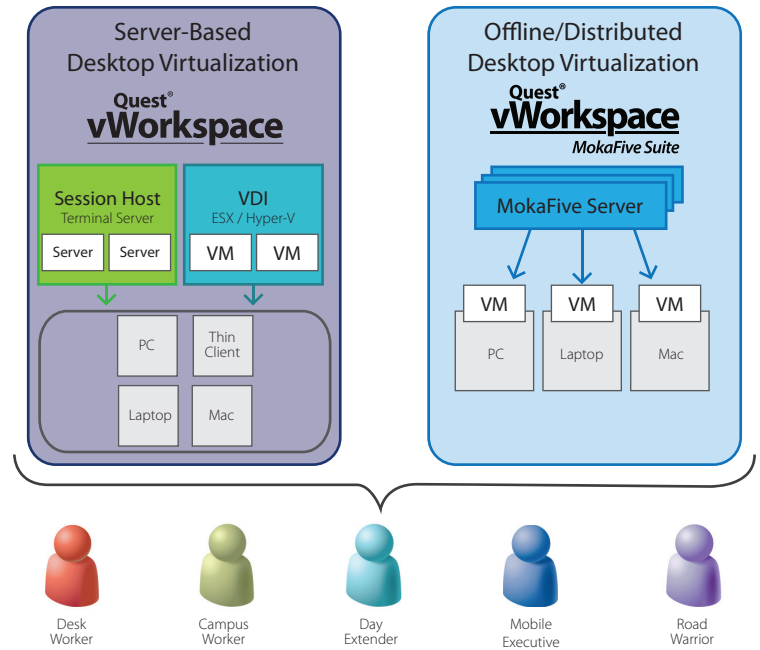 Server-Based
Desktop Virtualization
Quest®
vWorkspace
Session Host
Terminal Server
Server
Server
VDI
ESX / Hyper-V
VM
VM
PC
Thin
Client
Laptop
Mac
Offline/Distributed
Desktop Virtualization
Quest®
vWorkspace
MokaFive Suite
MokaFive Server
VM
VM
VM
PC
Laptop
Mac
Desk
Worker
Campus
Worker
Day
Extender
Mobile
Executive
Road
Warrior